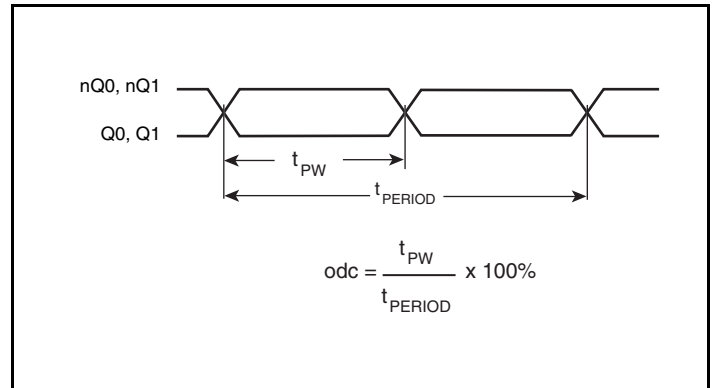 nQ0, nQ1
Q0, Q1
tPW
tPERIOD
odc = tPW / tPERIOD x 100%